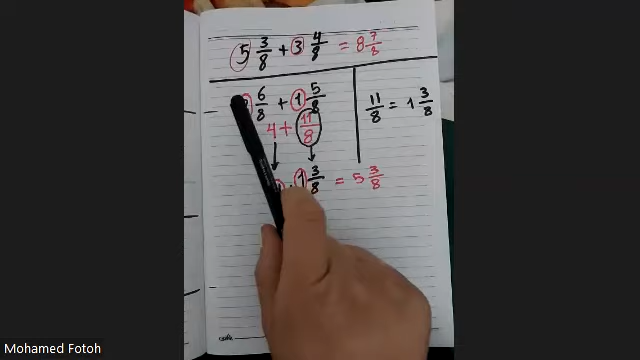 5 3/8 + 3 4/8 = 8 7/8
6/8 + 1 5/8
4 + 11/8
11/8 = 1 3/8
1 3/8 = 5 3/8
Mohamed Fotoh